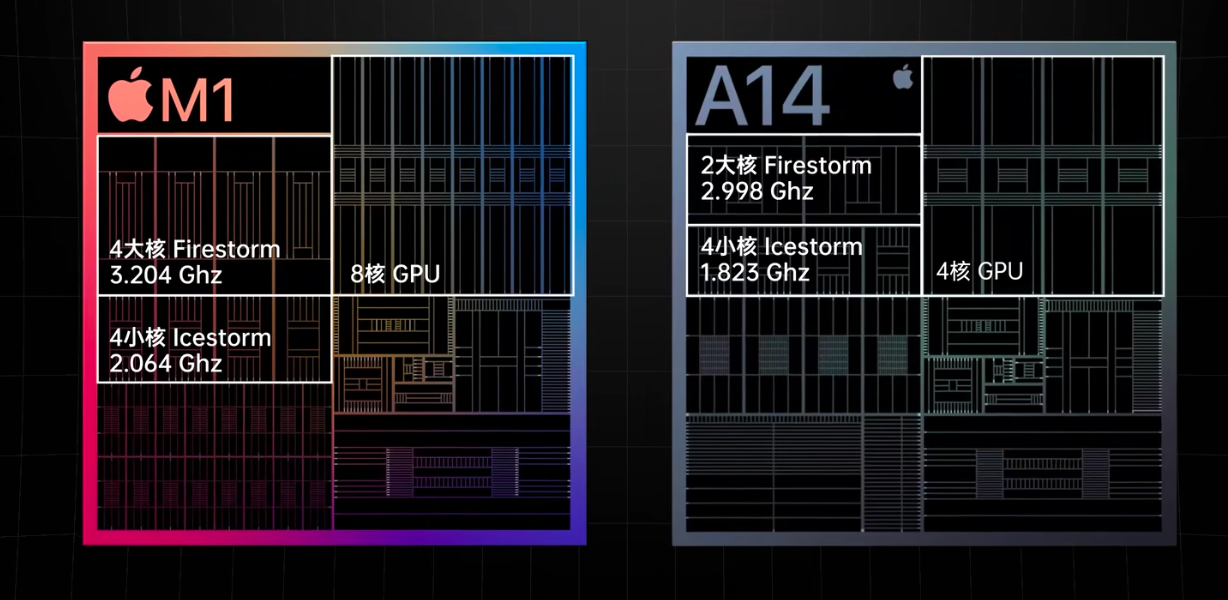 M1
4大核 Firestorm
3.204 Ghz
8核 GPU
4小核 Icestorm
2.064 Ghz
A14
2大核 Firestorm
2.998 Ghz
4小核 Icestorm
1.823 Ghz
4核 GPU